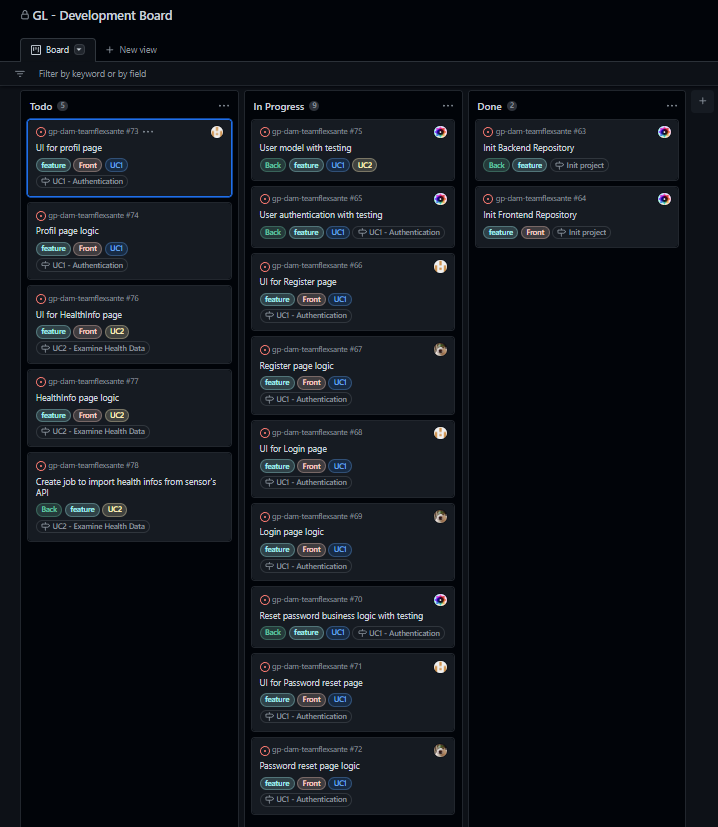 GL - Development Board
Board
New view
Filter by keyword or by field
Todo 5
gp-dam-teamflexsante #73
UI for profil page
feature Front UC1
UC1 - Authentication
gp-dam-teamflexsante #74
Profil page logic
feature Front UC1
UC1 - Authentication
gp-dam-teamflexsante #76
UI for HealthInfo page
feature Front UC2
UC2 - Examine Health Data
gp-dam-teamflexsante #77
HealthInfo page logic
feature Front UC2
UC2 - Examine Health Data
gp-dam-teamflexsante #78
Create job to import health infos from sensor's
API
Back feature UC2
UC2 - Examine Health Data
In Progress 9
gp-dam-teamflexsante #75
User model with testing
Back feature UC1 UC2
gp-dam-teamflexsante #65
User authentication with testing
Back feature UC1 UC1 - Authentication
gp-dam-teamflexsante #66
UI for Register page
feature Front UC1
UC1 - Authentication
gp-dam-teamflexsante #67
Register page logic
feature Front UC1
UC1 - Authentication
gp-dam-teamflexsante #68
UI for Login page
feature Front UC1
UC1 - Authentication
gp-dam-teamflexsante #69
Login page logic
feature Front UC1
UC1 - Authentication
gp-dam-teamflexsante #70
Reset password business logic with testing
Back feature UC1 UC1 - Authentication
gp-dam-teamflexsante #71
UI for Password reset page
feature Front UC1
UC1 - Authentication
gp-dam-teamflexsante #72
Password reset page logic
feature Front UC1
UC1 - Authentication
Done 2
gp-dam-teamflexsante #63
Init Backend Repository
Back feature Init project
gp-dam-teamflexsante #64
Init Frontend Repository
feature Front Init project